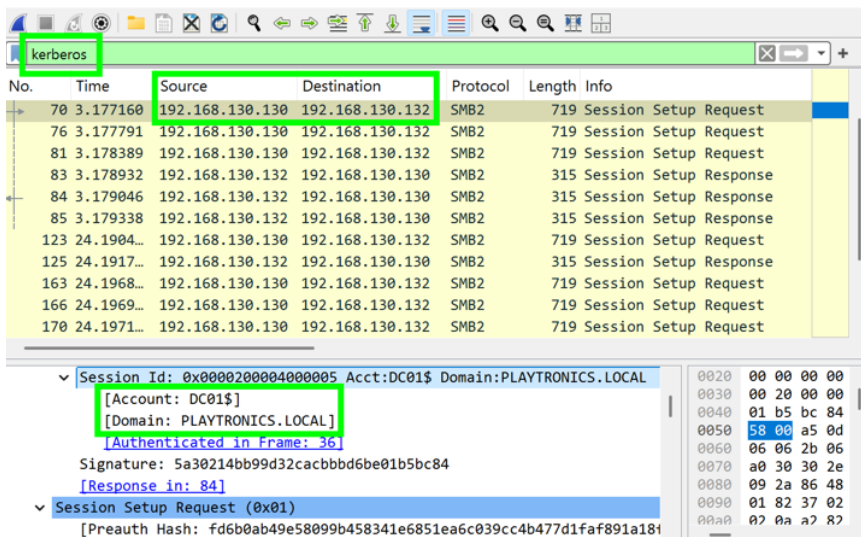 kerberos
No. Time Source Destination Protocol Length Info
70 3.177160 192.168.130.130 192.168.130.132 SMB2 719 Session Setup Request
76 3.177791 192.168.130.130 192.168.130.132 SMB2 719 Session Setup Request
81 3.178389 192.168.130.130 192.168.130.132 SMB2 719 Session Setup Request
83 3.178932 192.168.130.132 192.168.130.130 SMB2 315 Session Setup Response
84 3.179046 192.168.130.132 192.168.130.130 SMB2 315 Session Setup Response
85 3.179338 192.168.130.132 192.168.130.130 SMB2 315 Session Setup Response
123 24.1904… 192.168.130.130 192.168.130.132 SMB2 719 Session Setup Request
125 24.1917… 192.168.130.132 192.168.130.130 SMB2 315 Session Setup Response
163 24.1968… 192.168.130.130 192.168.130.132 SMB2 719 Session Setup Request
166 24.1969… 192.168.130.130 192.168.130.132 SMB2 719 Session Setup Request
170 24.1971… 192.168.130.130 192.168.130.132 SMB2 719 Session Setup Request
Session Id: 0x0000200004000005 Acct:DC01$ Domain:PLAYTRONICS.LOCAL
[Account: DC01$]
[Domain: PLAYTRONICS.LOCAL]
[Authenticated in Frame: 36]
Signature: 5a30214bb99d32cacbbbd6be01b5bc84
[Response in: 84]
Session Setup Request (0x01)
[Preauth Hash: fd6b0ab49e58099b458341e6851ea6c039cc4b477d1faf891a18f
0020 00 00 00 00
0030 00 20 00 00
0040 01 b5 bc 84
0050 58 00 a5 0d
0060 06 06 2b 06
0070 a0 30 30 2e
0080 09 2a 86 48
0090 01 82 37 02
00a0 02 0a a2 82